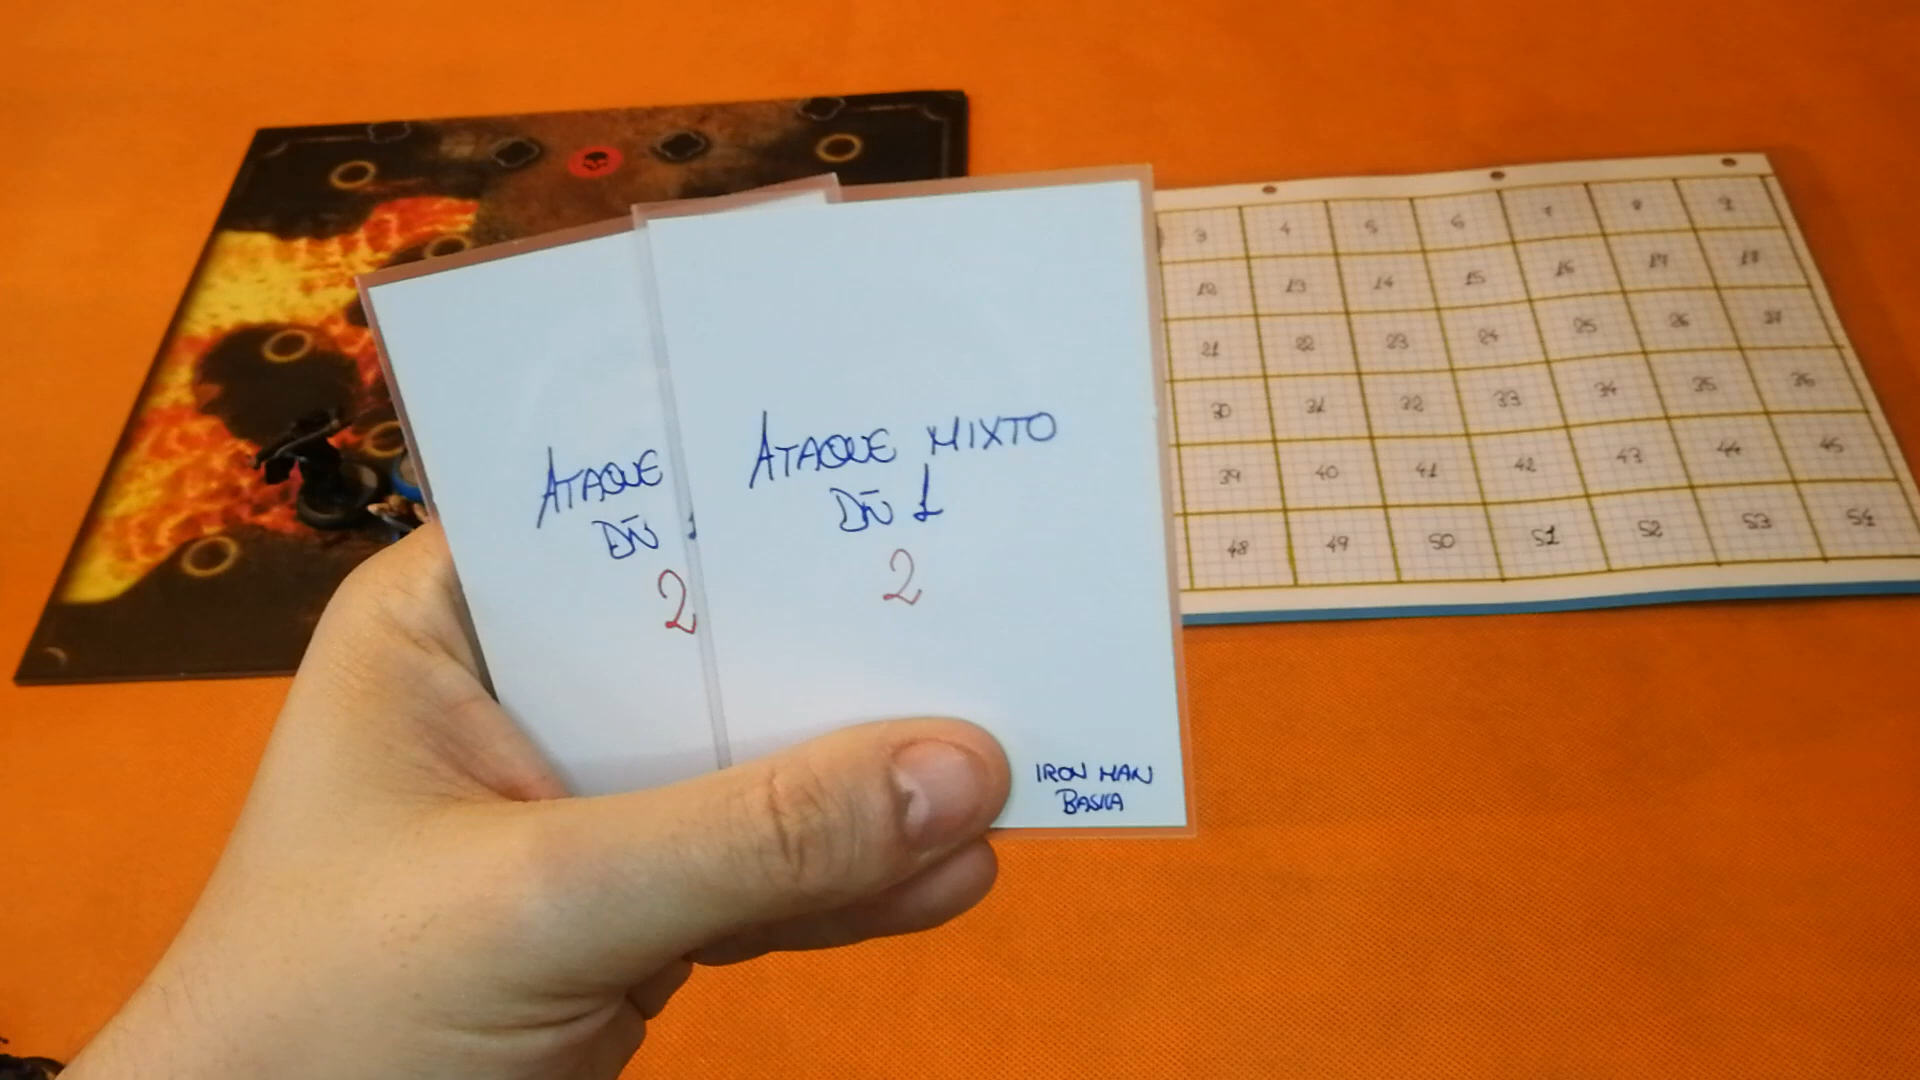 ATAQUE
DÑ 1
2
ATAQUE MIXTO
DÑ 1
2
IRON MAN
BASICA
3 4 5 6 7 8 9
12 13 14 15 16 17 18
21 22 23 24 25 26 27
30 31 32 33 34 35 36
39 40 41 42 43 44 45
48 49 50 51 52 53 54